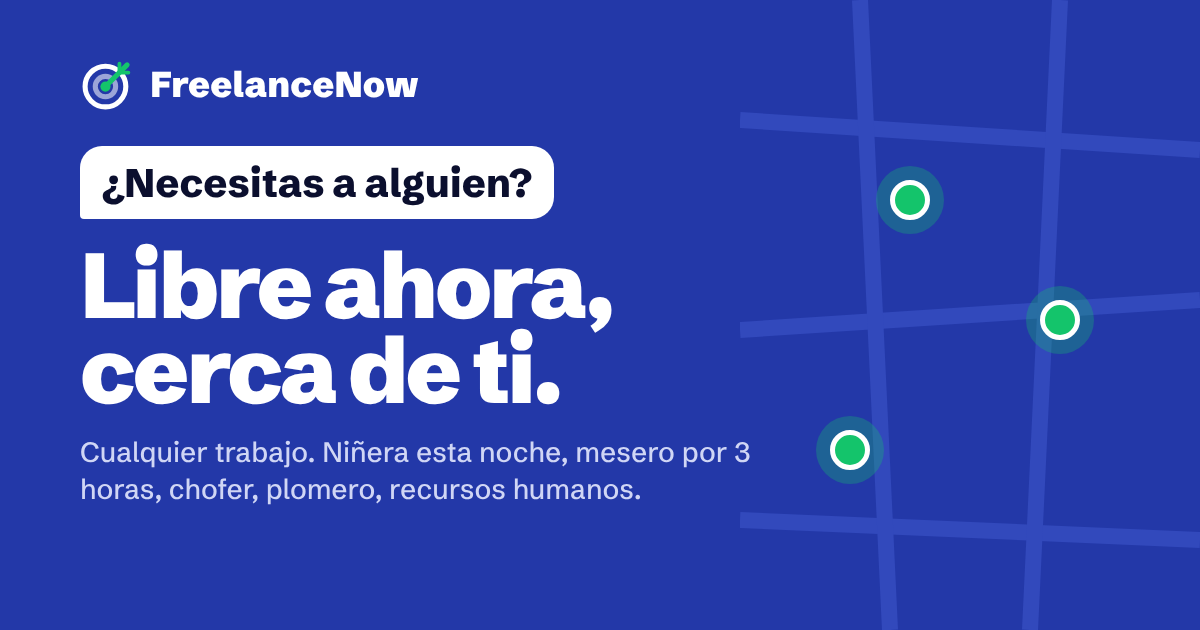 FreelanceNow
¿Necesitas a alguien?
Libre ahora,
cerca de ti.
Cualquier trabajo. Niñera esta noche, mesero por 3
horas, chofer, plomero, recursos humanos.